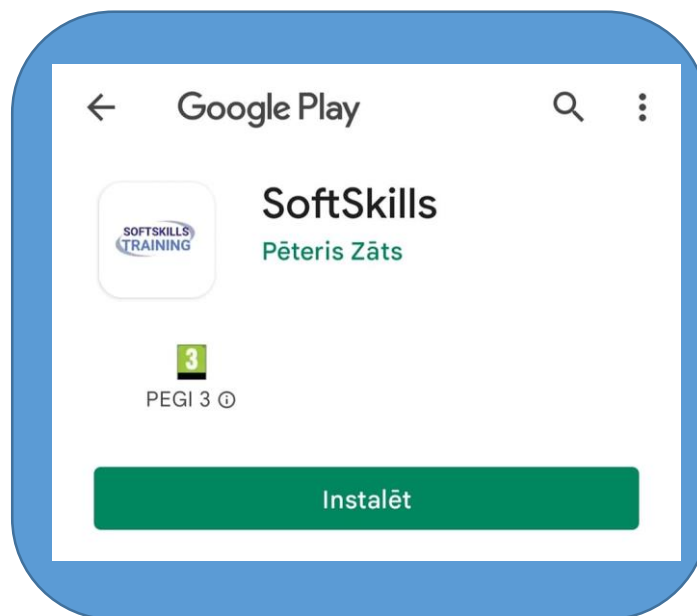 Google Play
SoftSkills
SOFTSKILLS
TRAINING
Pēteris Zāts
3
PEGI 3
Instalēt